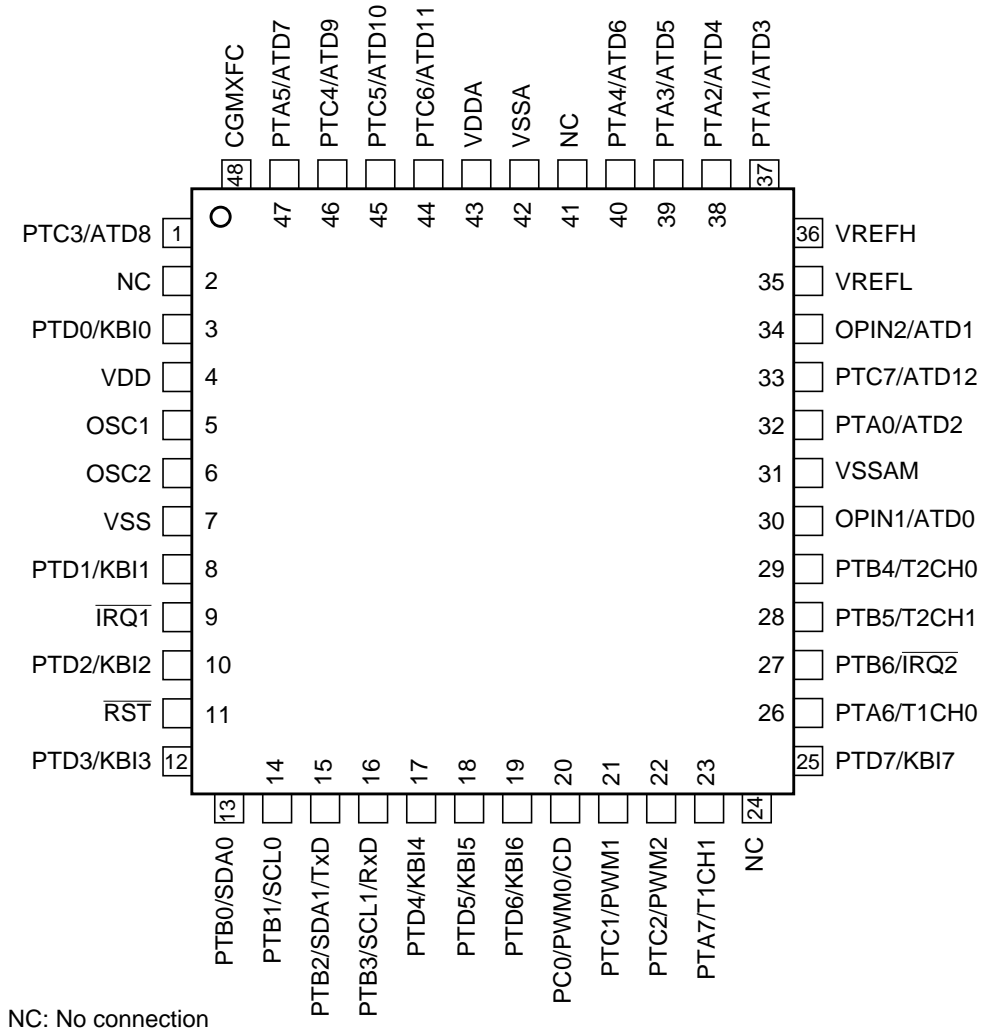 CGMXFC
PTA5/ATD7
PTC4/ATD9
PTC5/ATD10
PTC6/ATD11
VDDA
VSSA
NC
PTA4/ATD6
PTA3/ATD5
PTA2/ATD4
PTA1/ATD3
48
47
46
45
44
43
42
41
40
39
38
37
PTC3/ATD8 1
NC 2
PTD0/KBI0 3
VDD 4
OSC1 5
OSC2 6
VSS 7
PTD1/KBI1 8
IRQ1 9
PTD2/KBI2 10
RST 11
PTD3/KBI3 12
36 VREFH
35 VREFL
34 OPIN2/ATD1
33 PTC7/ATD12
32 PTA0/ATD2
31 VSSAM
30 OPIN1/ATD0
29 PTB4/T2CH0
28 PTB5/T2CH1
27 PTB6/IRQ2
26 PTA6/T1CH0
25 PTD7/KBI7
13
14
15
16
17
18
19
20
21
22
23
24
PTB0/SDA0
PTB1/SCL0
PTB2/SDA1/TxD
PTB3/SCL1/RxD
PTD4/KBI4
PTD5/KBI5
PTD6/KBI6
PC0/PWM0/CD
PTC1/PWM1
PTC2/PWM2
PTA7/T1CH1
NC
NC: No connection